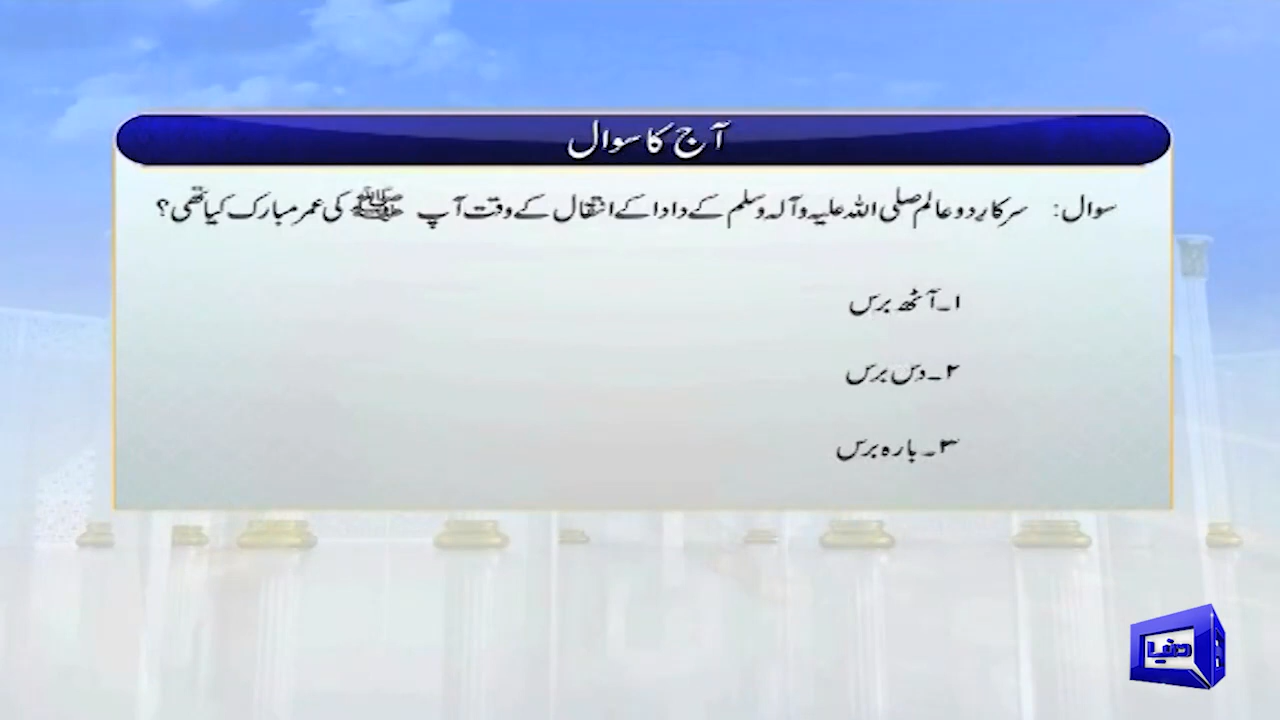 آج کا سوال
سوال: سرکارِ دو عالم صلی اللہ علیہ وآلہ وسلم کے دادا کے انتقال کے وقت آپ ﷺ کی عمرِ مبارک کیا تھی؟
۱۔آٹھ برس
۲۔دس برس
۳۔بارہ برس
دنیا